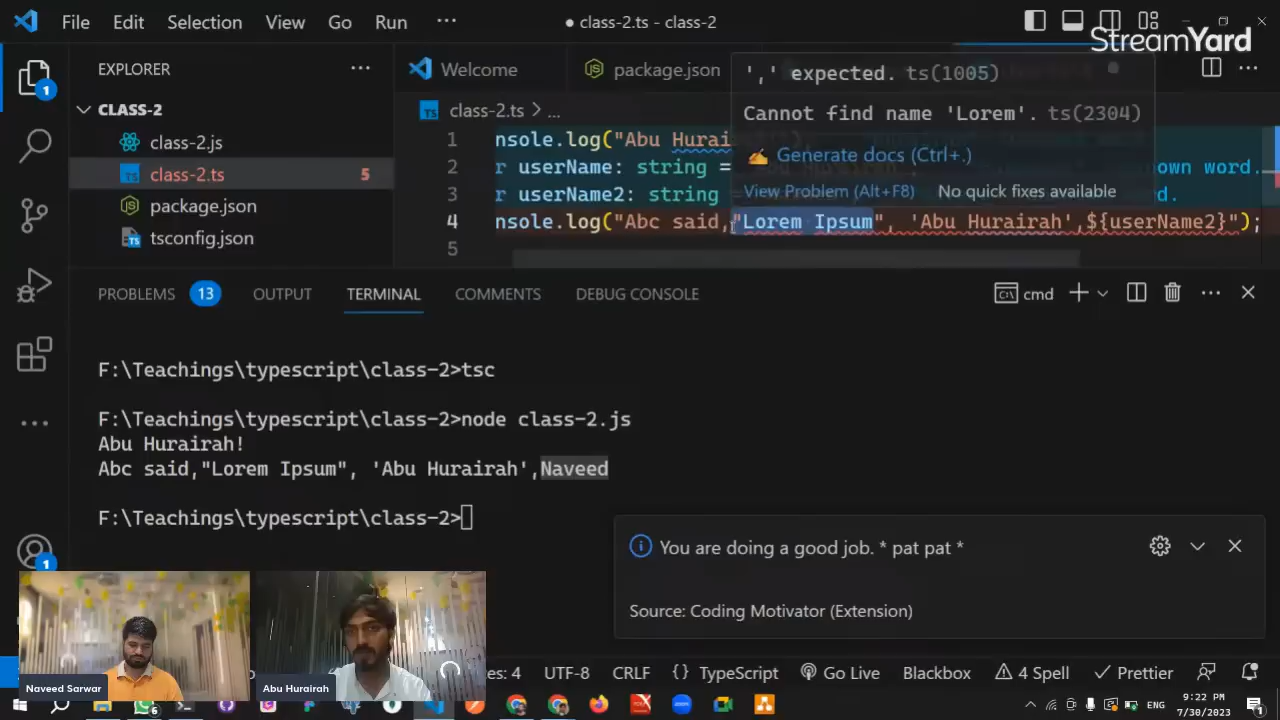 File Edit Selection View Go Run ··· ● class-2.ts - class-2
StreamYard
EXPLORER ···
Welcome package.json
CLASS-2
class-2.js
class-2.ts 5
package.json
tsconfig.json
class-2.ts > ...
',' expected. ts(1005)
Cannot find name 'Lorem'. ts(2304)
Generate docs (Ctrl+.)
View Problem (Alt+F8) No quick fixes available
1 nsole.log("Abu Hurai
2 r userName: string = nown word.
3 r userName2: string
4 nsole.log("Abc said,"Lorem Ipsum", 'Abu Hurairah',${userName2}");
5
PROBLEMS 13 OUTPUT TERMINAL COMMENTS DEBUG CONSOLE cmd
F:\Teachings\typescript\class-2>tsc
F:\Teachings\typescript\class-2>node class-2.js
Abu Hurairah!
Abc said,"Lorem Ipsum", 'Abu Hurairah',Naveed
F:\Teachings\typescript\class-2>
You are doing a good job. * pat pat *
Source: Coding Motivator (Extension)
1
Naveed Sarwar
Abu Hurairah
es: 4 UTF-8 CRLF {} TypeScript Go Live Blackbox 4 Spell Prettier
9:22 PM
7/30/2023